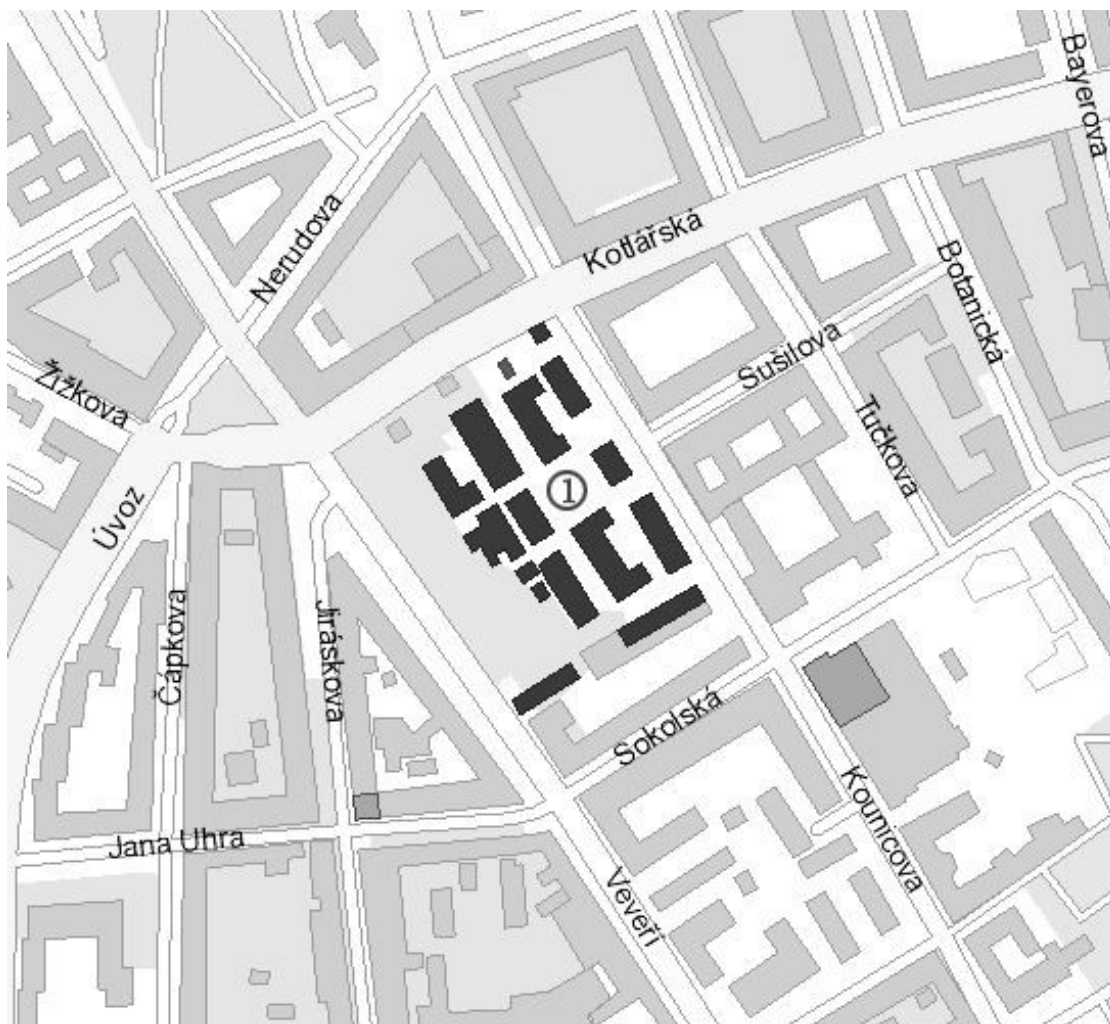 Bayerova
Nerudova
Kotlářská
Botanická
Žižkova
Sušilova
Tučkova
Úvoz
①
Čápkova
Jiráskova
Sokolská
Kounicova
Jana Uhra
Veveří